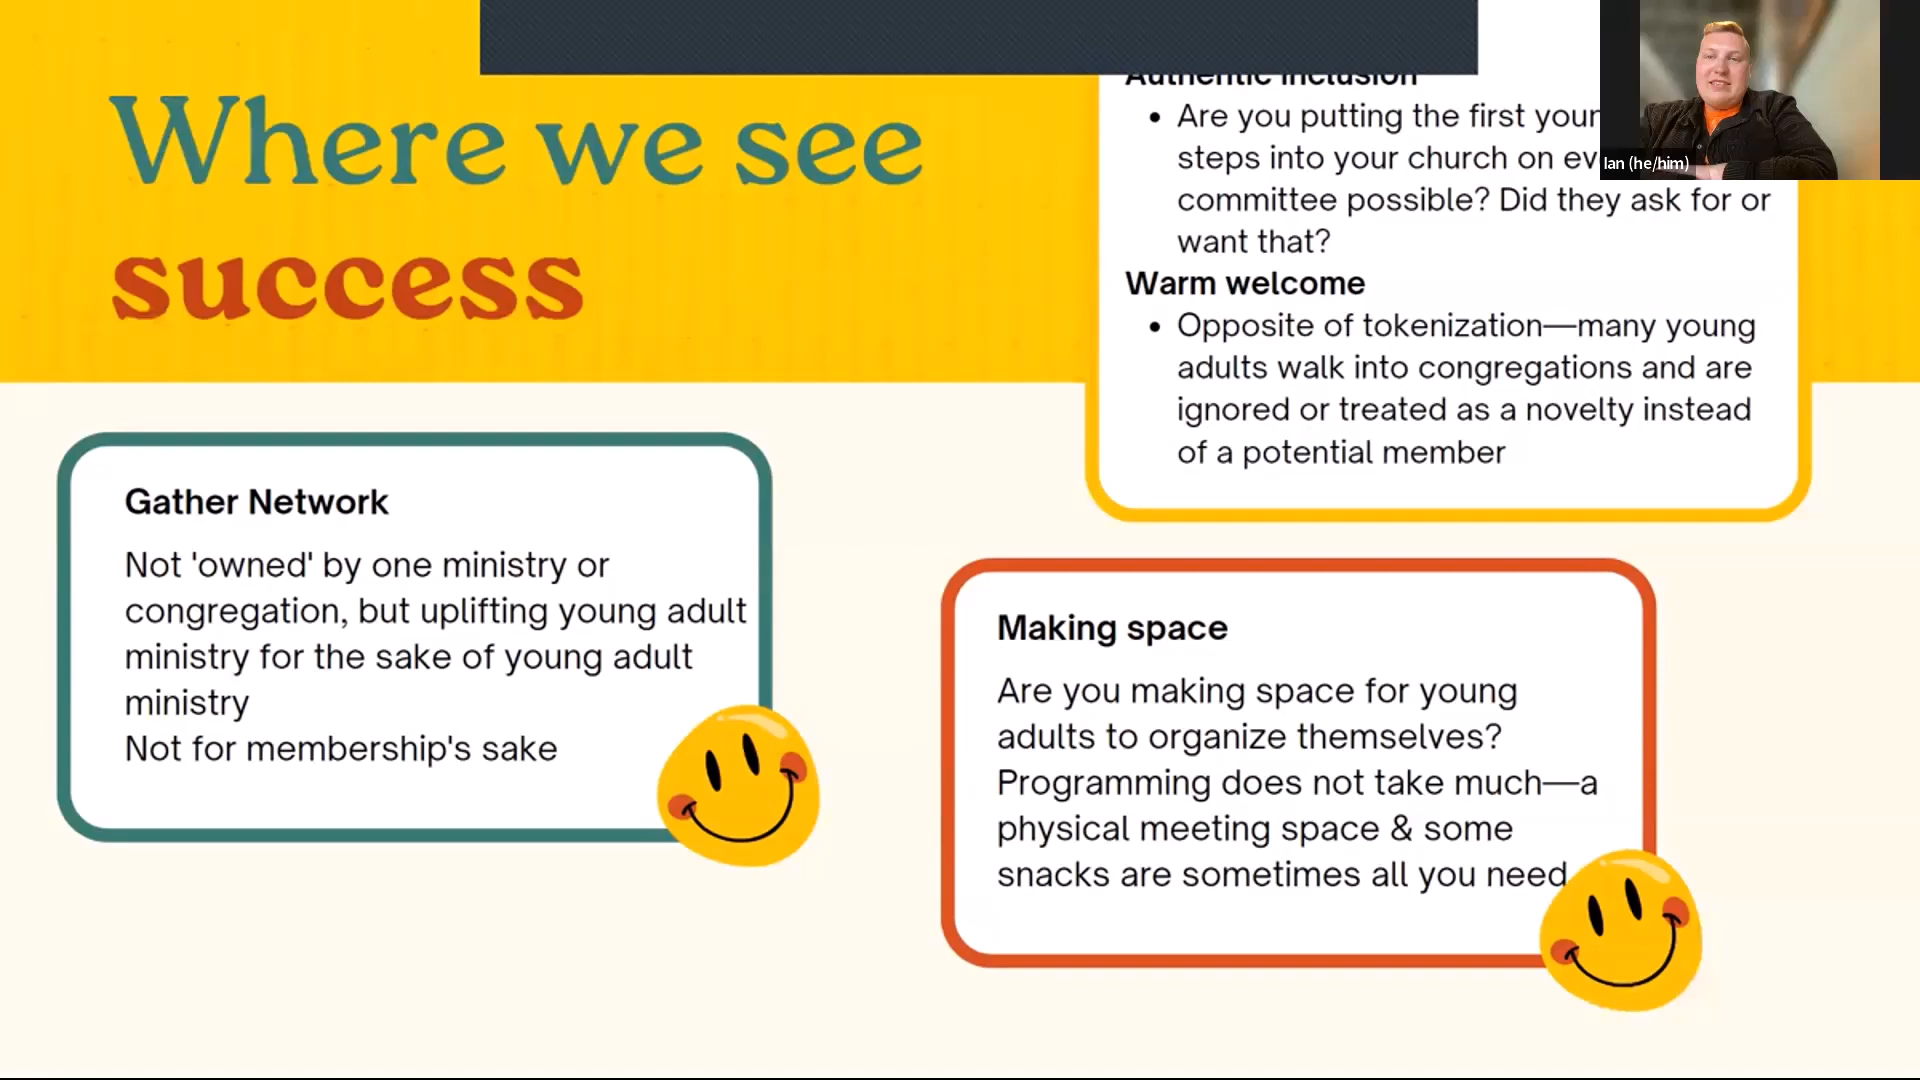 Where we see
success
Authentic inclusion
• Are you putting the first
steps into your church on
committee possible? Did they ask for or
want that?
Warm welcome
• Opposite of tokenization—many young
adults walk into congregations and are
ignored or treated as a novelty instead
of a potential member
Ian (he/him)
Gather Network
Not 'owned' by one ministry or
congregation, but uplifting young adult
ministry for the sake of young adult
ministry
Not for membership's sake
Making space
Are you making space for young
adults to organize themselves?
Programming does not take much—a
physical meeting space & some
snacks are sometimes all you need